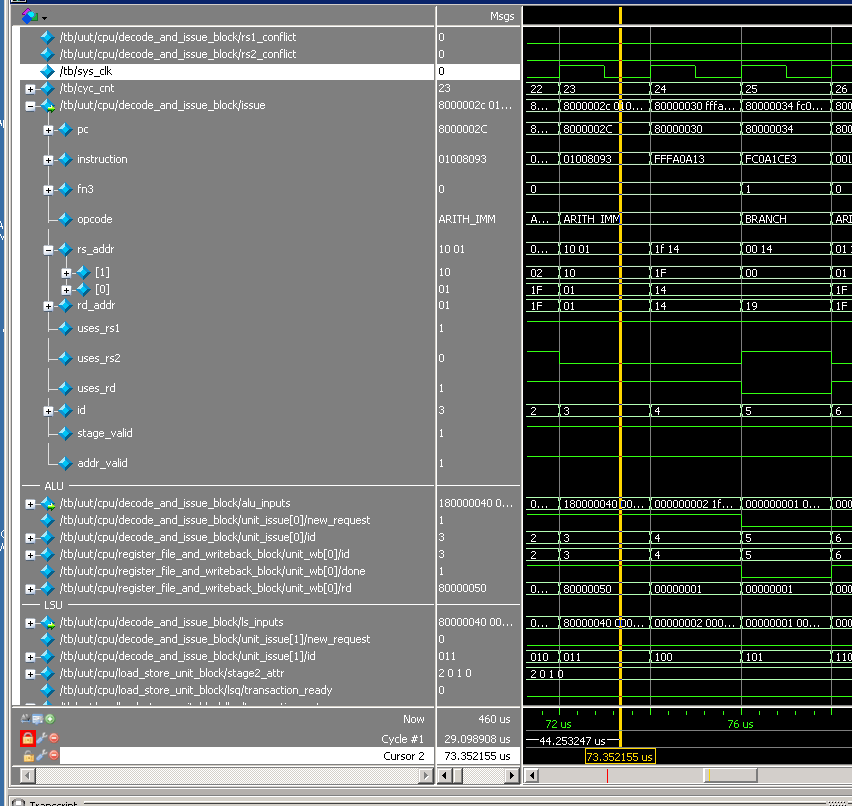 Msgs
/tb/uut/cpu/decode_and_issue_block/rs1_conflict 0
/tb/uut/cpu/decode_and_issue_block/rs2_conflict 0
/tb/sys_clk 0
/tb/cyc_cnt 23 22 23 24 25 26
/tb/uut/cpu/decode_and_issue_block/issue 8000002c 01... 8... 8000002c 010... 80000030 fffa... 80000034 fc0... 800
pc 8000002C 8... 8000002C 80000030 80000034 800
instruction 01008093 0... 01008093 FFFA0A13 FC0A1CE3
fn3 0 0 1 0
opcode ARITH_IMM A... ARITH_IMM BRANCH ARI
rs_addr 10 01 0... 10 01 1f 14 00 14 01
[1] 10 02 10 1F 00 01
[0] 01 1F 01 14 1F
rd_addr 01 1F 01 14 19 1F
uses_rs1 1
uses_rs2 0
uses_rd 1
id 3 2 3 4 5 6
stage_valid 1
addr_valid 1
ALU
/tb/uut/cpu/decode_and_issue_block/alu_inputs 180000040 0... 0... 180000040 00... 000000002 1f... 000000001 0... 000
/tb/uut/cpu/decode_and_issue_block/unit_issue[0]/new_request 1
/tb/uut/cpu/decode_and_issue_block/unit_issue[0]/id 3 2 3 4 5 6
/tb/uut/cpu/register_file_and_writeback_block/unit_wb[0]/id 3 2 3 4 5 6
/tb/uut/cpu/register_file_and_writeback_block/unit_wb[0]/done 1
/tb/uut/cpu/register_file_and_writeback_block/unit_wb[0]/rd 80000050 0... 80000050 00000001 00000001 000
LSU
/tb/uut/cpu/decode_and_issue_block/ls_inputs 80000040 00... 0... 80000040 000... 00000002 000... 00000001 00... 000
/tb/uut/cpu/decode_and_issue_block/unit_issue[1]/new_request 0
/tb/uut/cpu/decode_and_issue_block/unit_issue[1]/id 011 010 011 100 101 110
/tb/uut/cpu/load_store_unit_block/stage2_attr 2 0 1 0 2 0 1 0
/tb/uut/cpu/load_store_unit_block/lsq/transaction_ready 0
Now 460 us 72 us 76 us
Cycle #1 29.098908 us 44.253247 us
Cursor 2 73.352155 us 73.352155 us
Transcript